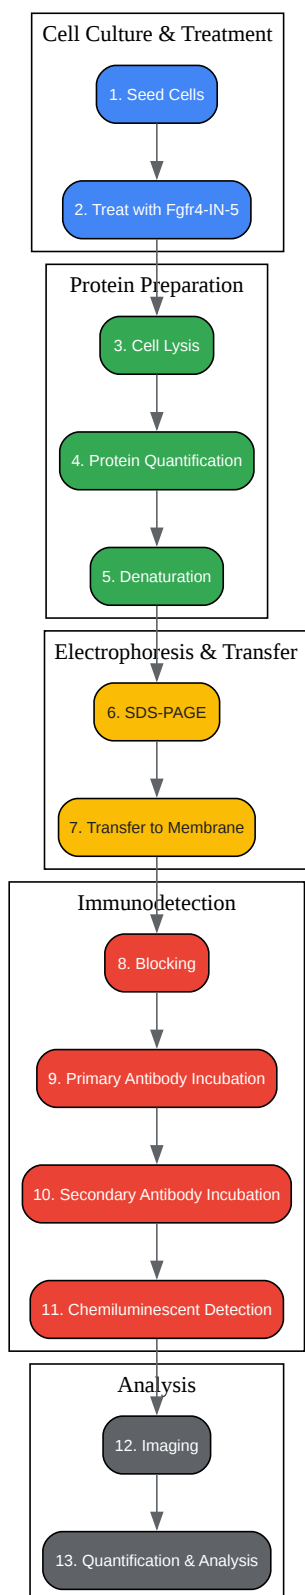 Cell Culture & Treatment
1. Seed Cells
2. Treat with Fgfr4-IN-5
Protein Preparation
3. Cell Lysis
4. Protein Quantification
5. Denaturation
Electrophoresis & Transfer
6. SDS-PAGE
7. Transfer to Membrane
Immunodetection
8. Blocking
9. Primary Antibody Incubation
10. Secondary Antibody Incubation
11. Chemiluminescent Detection
Analysis
12. Imaging
13. Quantification & Analysis